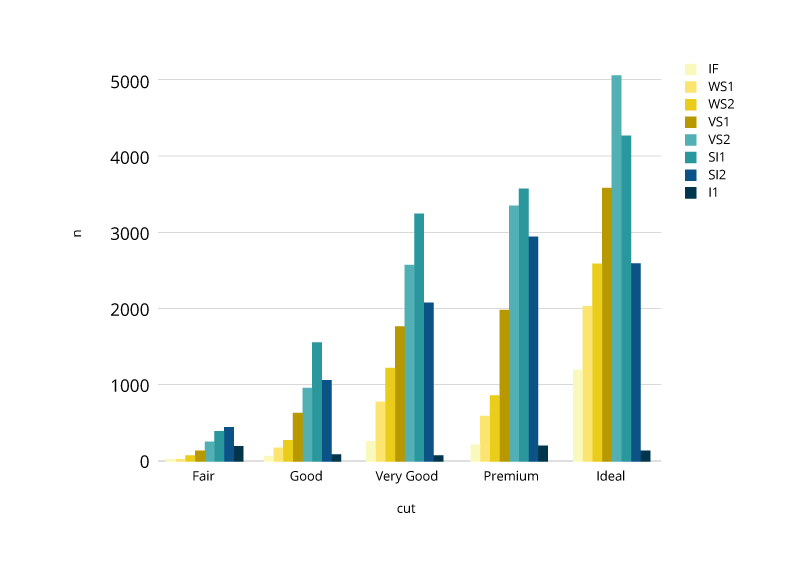 IF
WS1
WS2
VS1
VS2
SI1
SI2
I1
5000
4000
3000
2000
1000
0
n
Fair Good Very Good Premium Ideal
cut